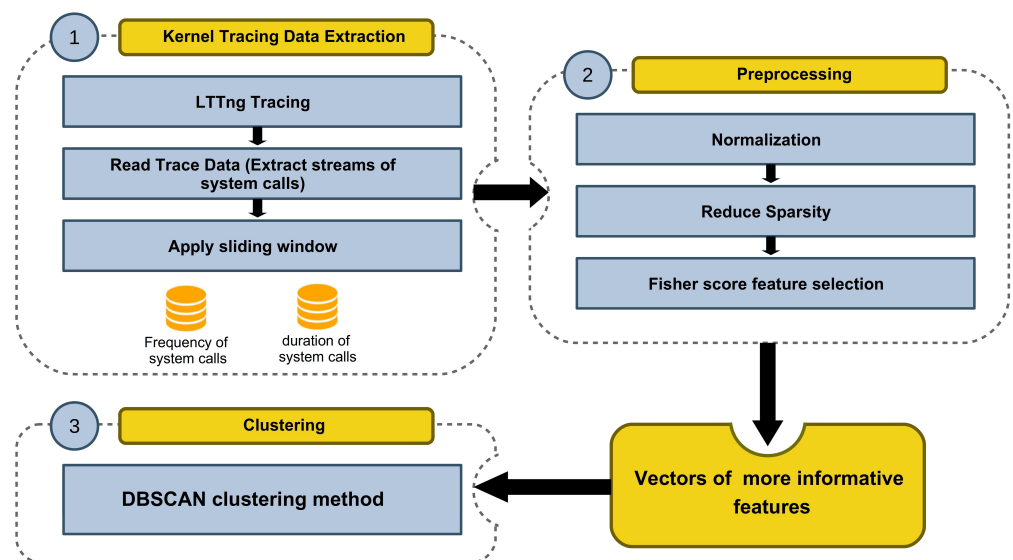 1
Kernel Tracing Data Extraction
LTTng Tracing
Read Trace Data (Extract streams of
system calls)
Apply sliding window
Frequency of
system calls
duration of
system calls
2
Preprocessing
Normalization
Reduce Sparsity
Fisher score feature selection
Vectors of more informative
features
3
Clustering
DBSCAN clustering method